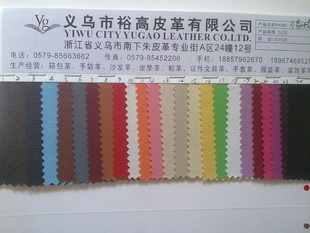 Yg
义乌市裕高皮革有限公司
YIWU CITY YUGAO LEATHER CO.LTD.
浙江省义乌市南下朱皮革专业街A区24幢12号
电话：0579-85663662 传真：0579-85452206 手机：18857962670
生产经营：箱包革、手袋革、沙发革、坐垫革、鞋革、证件文具革、手套革、服装革、装饰革